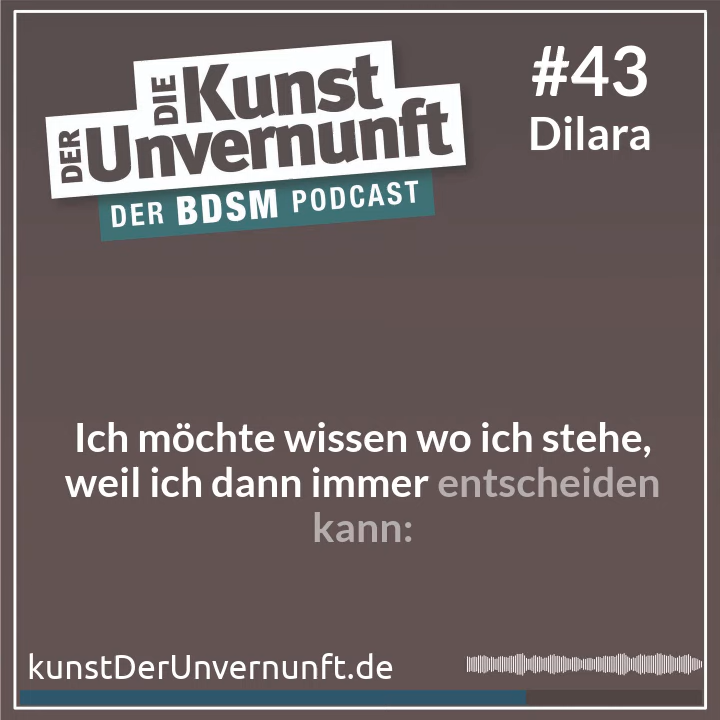 DIE Kunst
DER Unvernunft
DER BDSM PODCAST
#43
Dilara
Ich möchte wissen wo ich stehe,
weil ich dann immer entscheiden
kann:
kunstDerUnvernunft.de